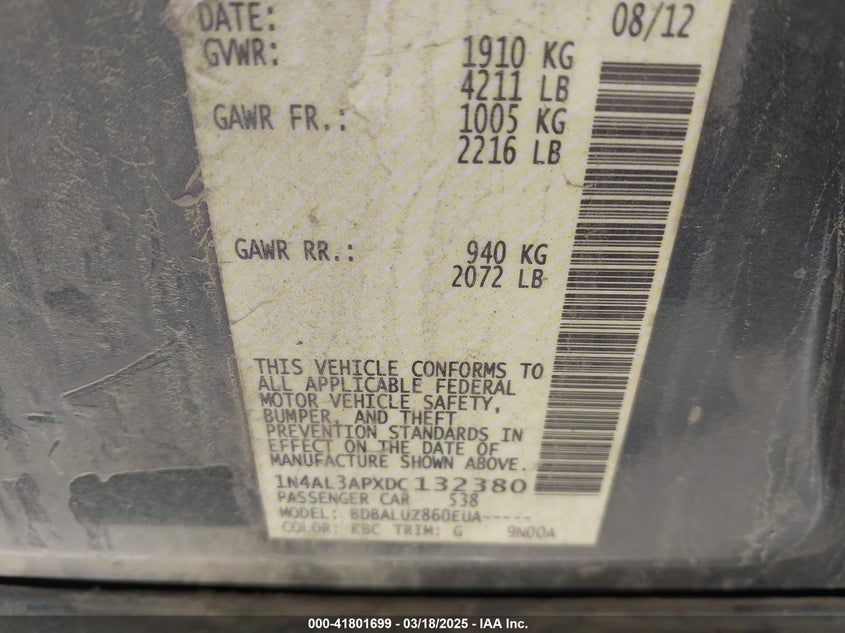 DATE: 08/12
GVWR: 1910 KG
4211 LB
GAWR FR.: 1005 KG
2216 LB
GAWR RR.: 940 KG
2072 LB
THIS VEHICLE CONFORMS TO
ALL APPLICABLE FEDERAL
MOTOR VEHICLE SAFETY,
BUMPER, AND THEFT
PREVENTION STANDARDS IN
EFFECT ON THE DATE OF
MANUFACTURE SHOWN ABOVE.
1N4AL3APXDC132380
PASSENGER CAR 538
MODEL: BDBALUZ860EUA-----
COLOR: KBC TRIM: G 9N00A
000-41801699 - 03/18/2025 - IAA Inc.